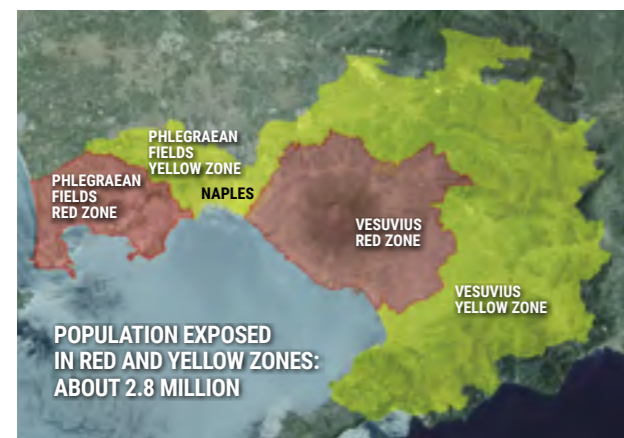 PHLEGRAEAN
FIELDS
YELLOW ZONE
PHLEGRAEAN
FIELDS
RED ZONE
NAPLES
VESUVIUS
RED ZONE
VESUVIUS
YELLOW ZONE
POPULATION EXPOSED
IN RED AND YELLOW ZONES:
ABOUT 2.8 MILLION